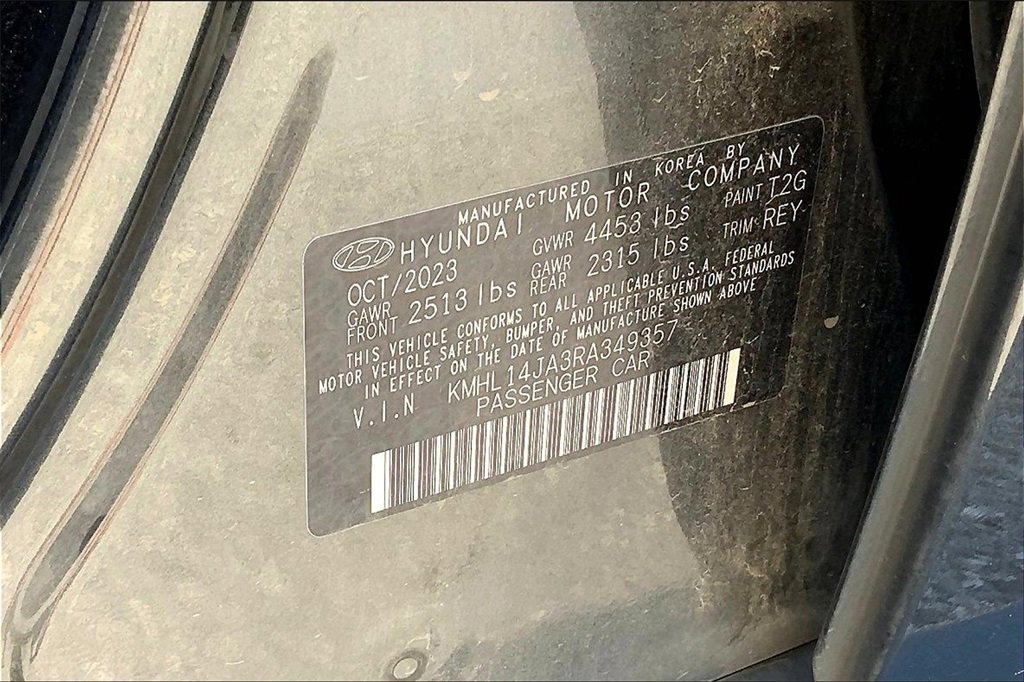 MANUFACTURED IN KOREA BY
HYUNDAI MOTOR COMPANY
OCT/2023 GVWR 4453 lbs PAINT T2G
GAWR FRONT 2513 lbs GAWR REAR 2315 lbs TRIM: REY
THIS VEHICLE CONFORMS TO ALL APPLICABLE U.S.A. FEDERAL
MOTOR VEHICLE SAFETY, BUMPER, AND THEFT PREVENTION STANDARDS
IN EFFECT ON THE DATE OF MANUFACTURE SHOWN ABOVE
V.I.N KMHL14JA3RA349357
PASSENGER CAR